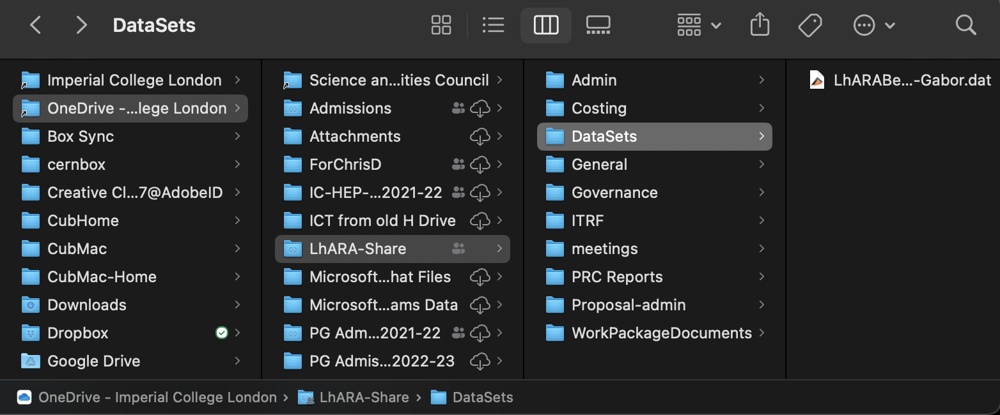 DataSets
Imperial College London
OneDrive -...lege London
Box Sync
cernbox
Creative Cl...7@AdobeID
CubHome
CubMac
CubMac-Home
Downloads
Dropbox
Google Drive
Science an...ities Council
Admissions
Attachments
ForChrisD
IC-HEP-...2021-22
ICT from old H Drive
LhARA-Share
Microsoft...hat Files
Microsoft...ams Data
PG Adm...2021-22
PG Admis...2022-23
Admin
Costing
DataSets
General
Governance
ITRF
meetings
PRC Reports
Proposal-admin
WorkPackageDocuments
LhARABe...-Gabor.dat
OneDrive - Imperial College London › LhARA-Share › DataSets